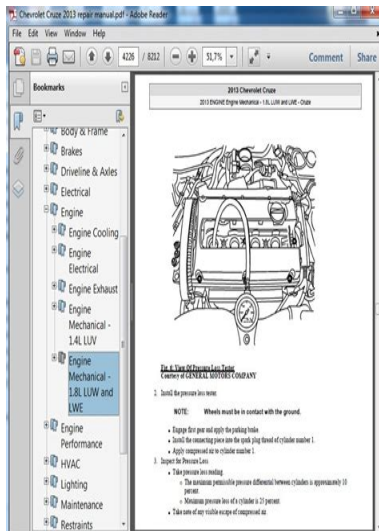 Chevrolet Cruze 2013 repair manual.pdf - Adobe Reader
File Edit View Window Help
4226 / 8212 51,7% Comment Share
Bookmarks
Body & Frame
Brakes
Driveline & Axles
Electrical
Engine
Engine Cooling
Engine
Electrical
Engine Exhaust
Engine
Mechanical -
1.4L LUV
Engine
Mechanical -
1.8L LUW and
LWE
Engine
Performance
HVAC
Lighting
Maintenance
Restraints
2013 Chevrolet Cruze
2013 ENGINE Engine Mechanical - 1.8L LUW and LWE - Cruze
Fig. 6: View Of Pressure Loss Tester
Courtesy of GENERAL MOTORS COMPANY
2. Install the pressure loss tester.
NOTE: Wheels must be in contact with the ground.
Engage first gear and apply the parking brake.
Install the connecting piece into the spark plug thread of cylinder number 1.
Apply compressed air to cylinder number 1.
3. Inspect for Pressure Loss.
Take pressure loss reading.
The maximum permissible pressure differential between cylinders is approximately 10
percent.
Maximum pressure loss of a cylinder is 25 percent.
Take note of any visible escape of compressed air.